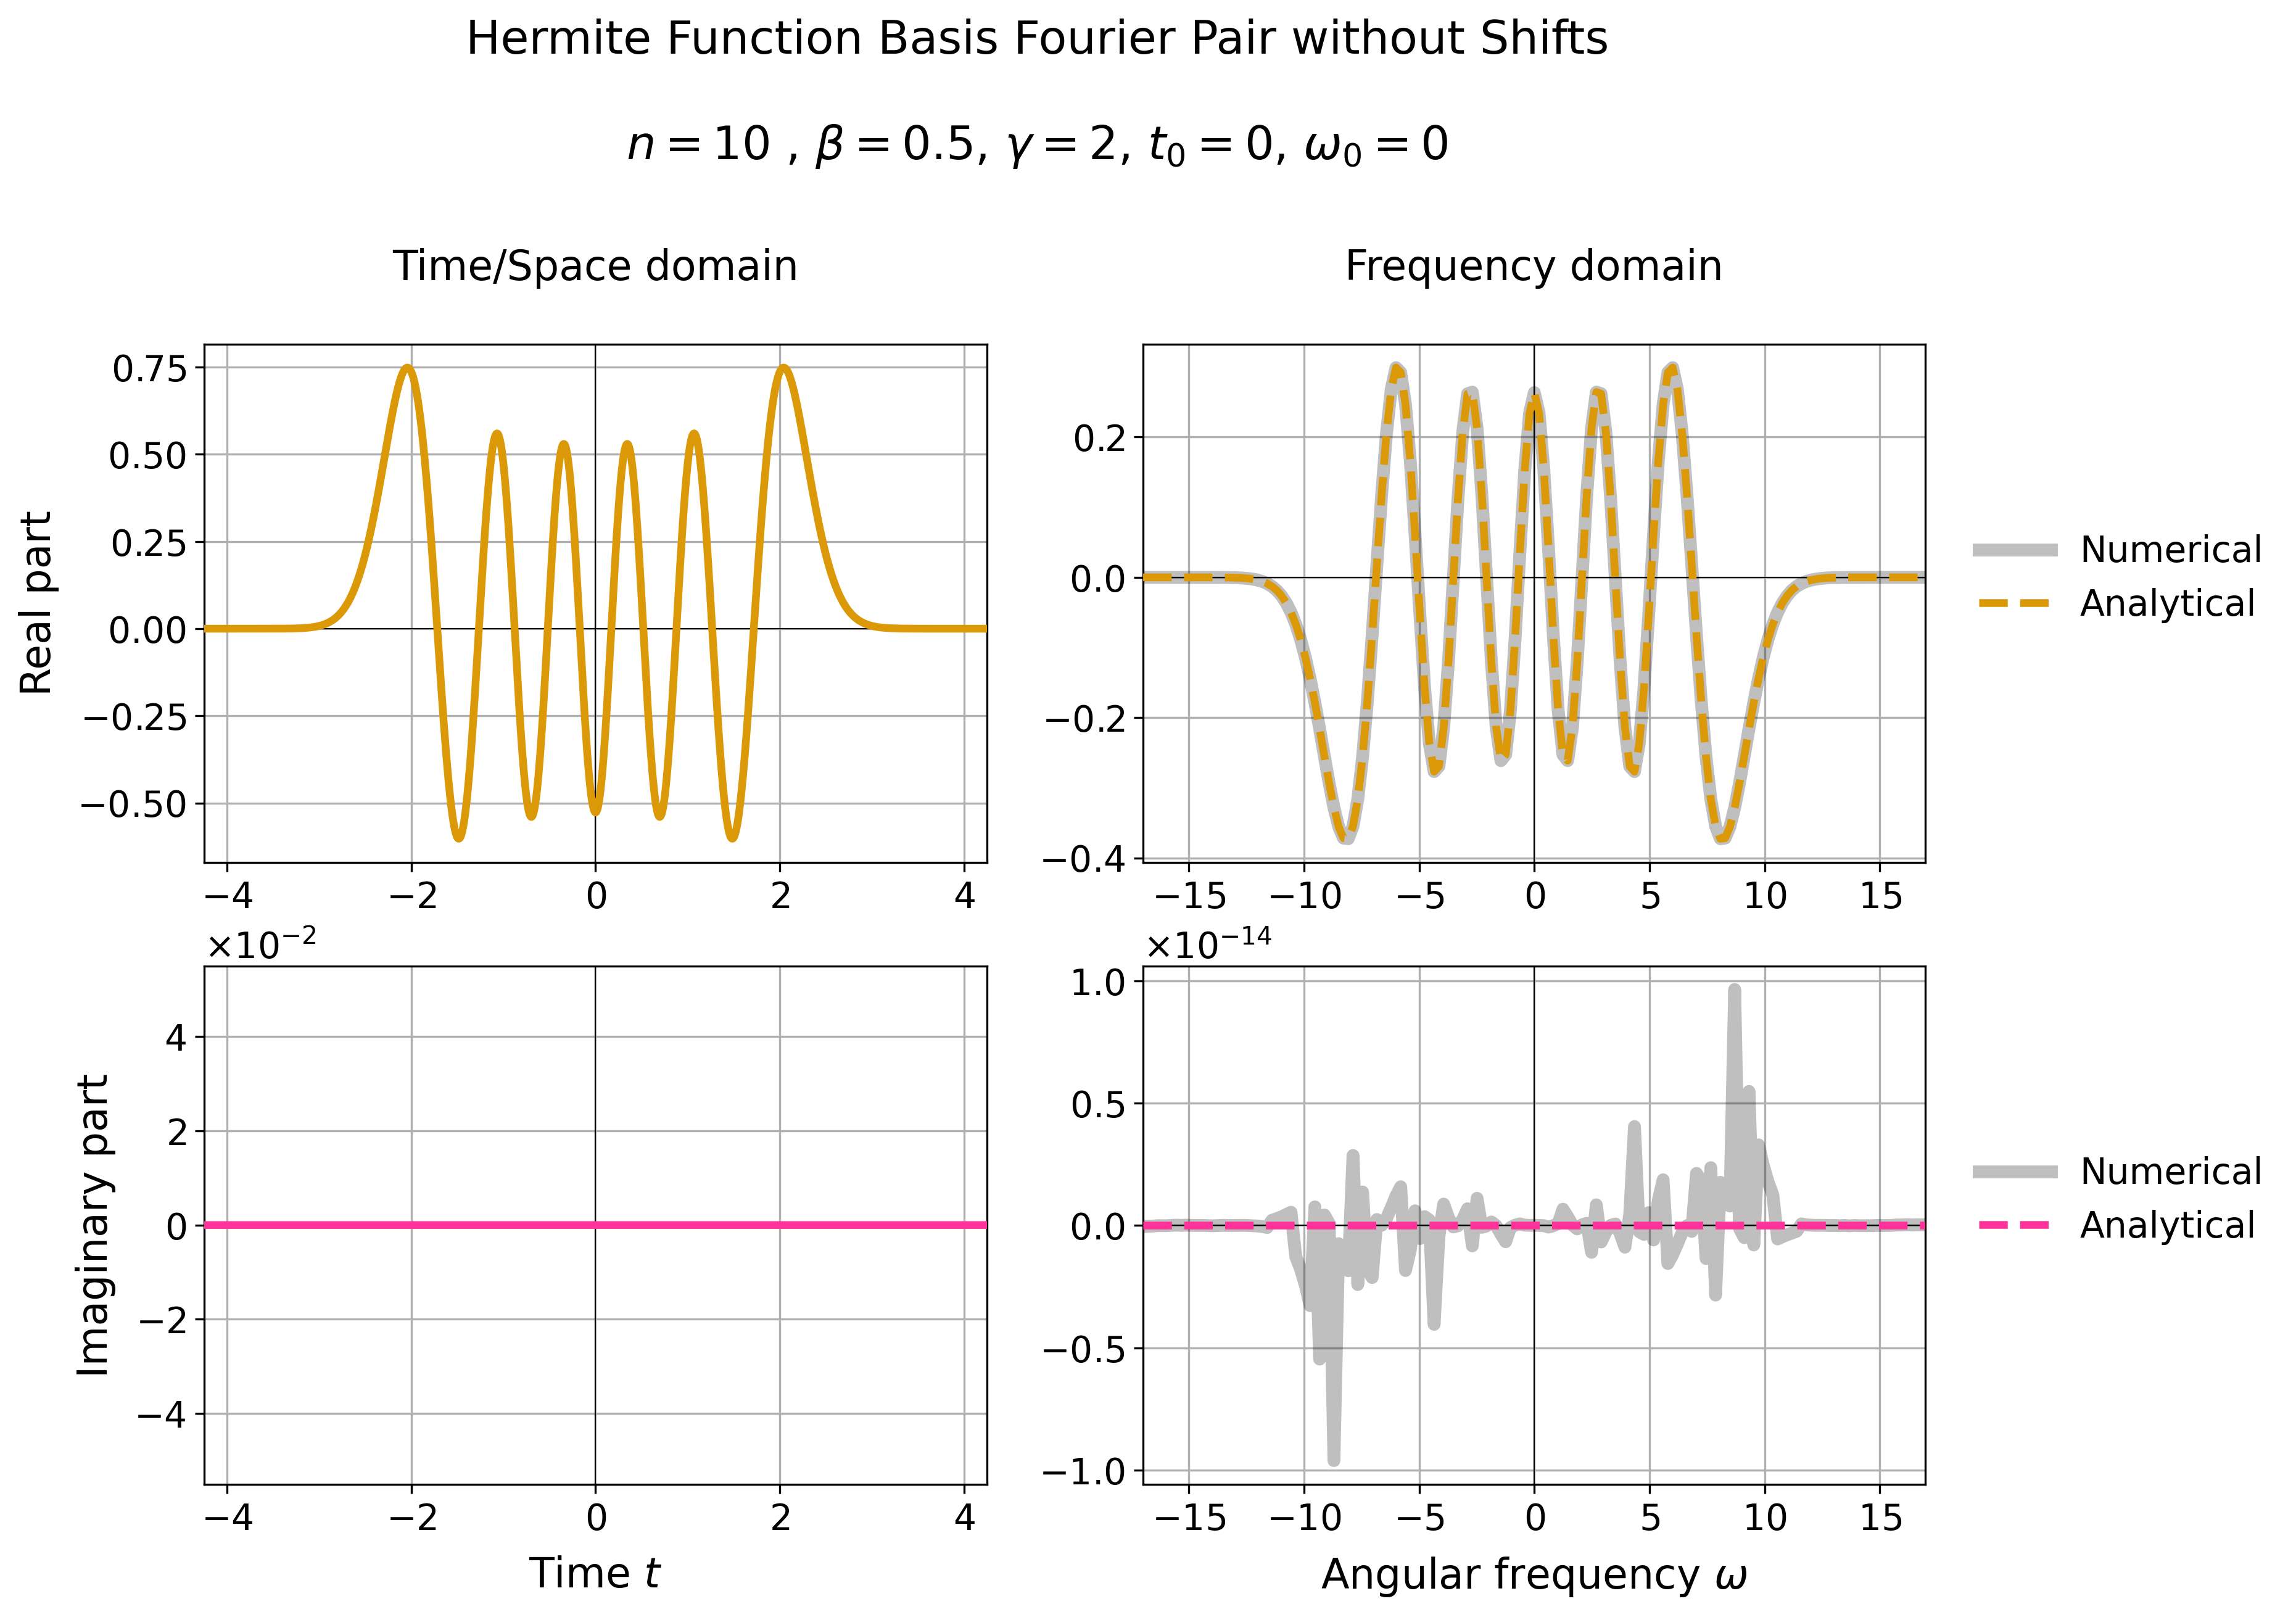 Hermite Function Basis Fourier Pair without Shifts
n = 10 , β = 0.5, γ = 2, t₀ = 0, ω₀ = 0
Time/Space domain
Frequency domain
Real part
0.75
0.50
0.25
0.00
−0.25
−0.50
−4 −2 0 2 4
0.2
0.0
−0.2
−0.4
−15 −10 −5 0 5 10 15
Numerical
Analytical
Imaginary part
×10⁻²
4
2
0
−2
−4
−4 −2 0 2 4
Time t
×10⁻¹⁴
1.0
0.5
0.0
−0.5
−1.0
−15 −10 −5 0 5 10 15
Angular frequency ω
Numerical
Analytical